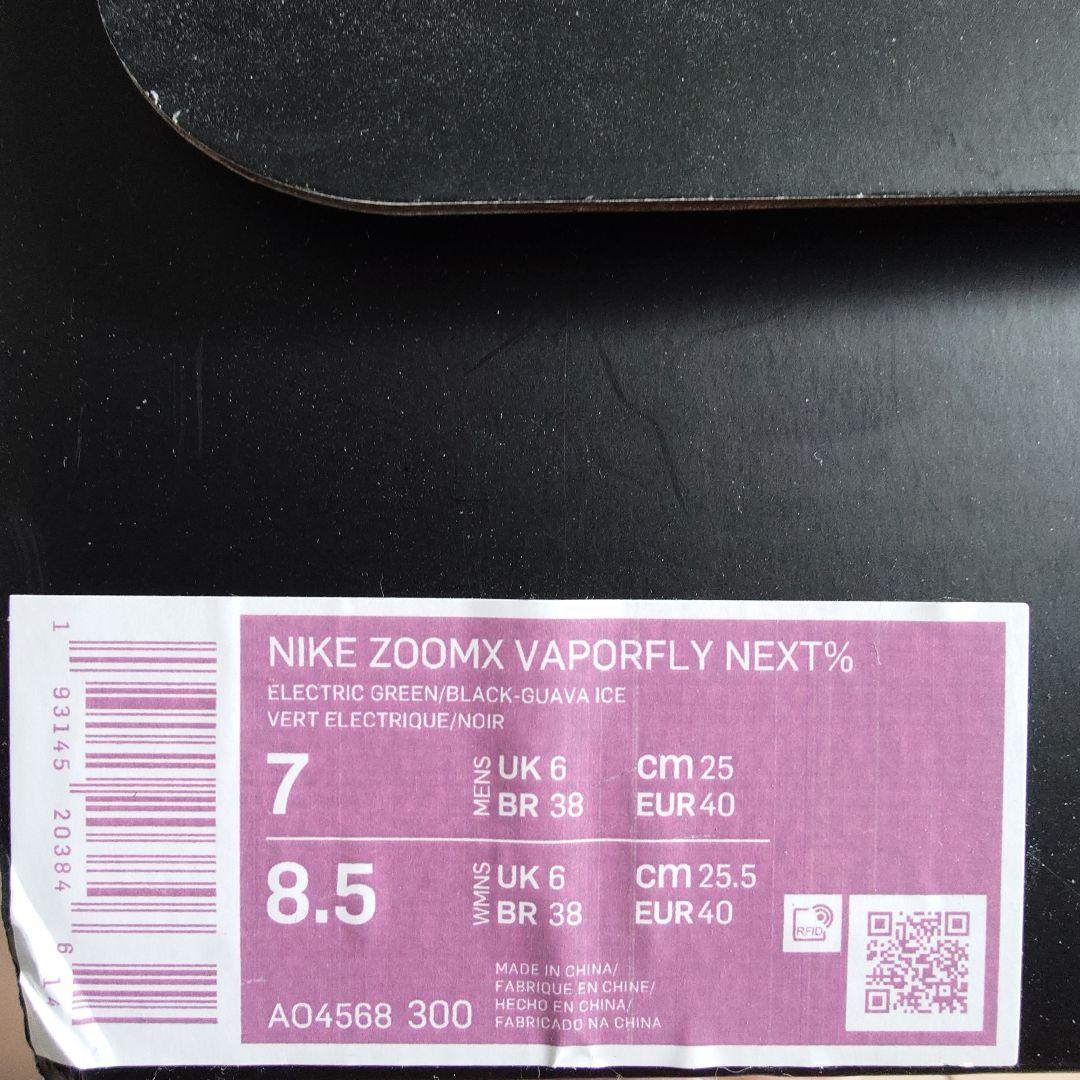 NIKE ZOOMX VAPORFLY NEXT%
ELECTRIC GREEN/BLACK-GUAVA ICE
VERT ELECTRIQUE/NOIR
7 MENS UK 6 cm 25
BR 38 EUR 40
8.5 WMNS UK 6 cm 25.5
BR 38 EUR 40
RFID
MADE IN CHINA/
FABRIQUE EN CHINE/
HECHO EN CHINA/
FABRICADO NA CHINA
AO4568 300
1 93145 20384 6 14